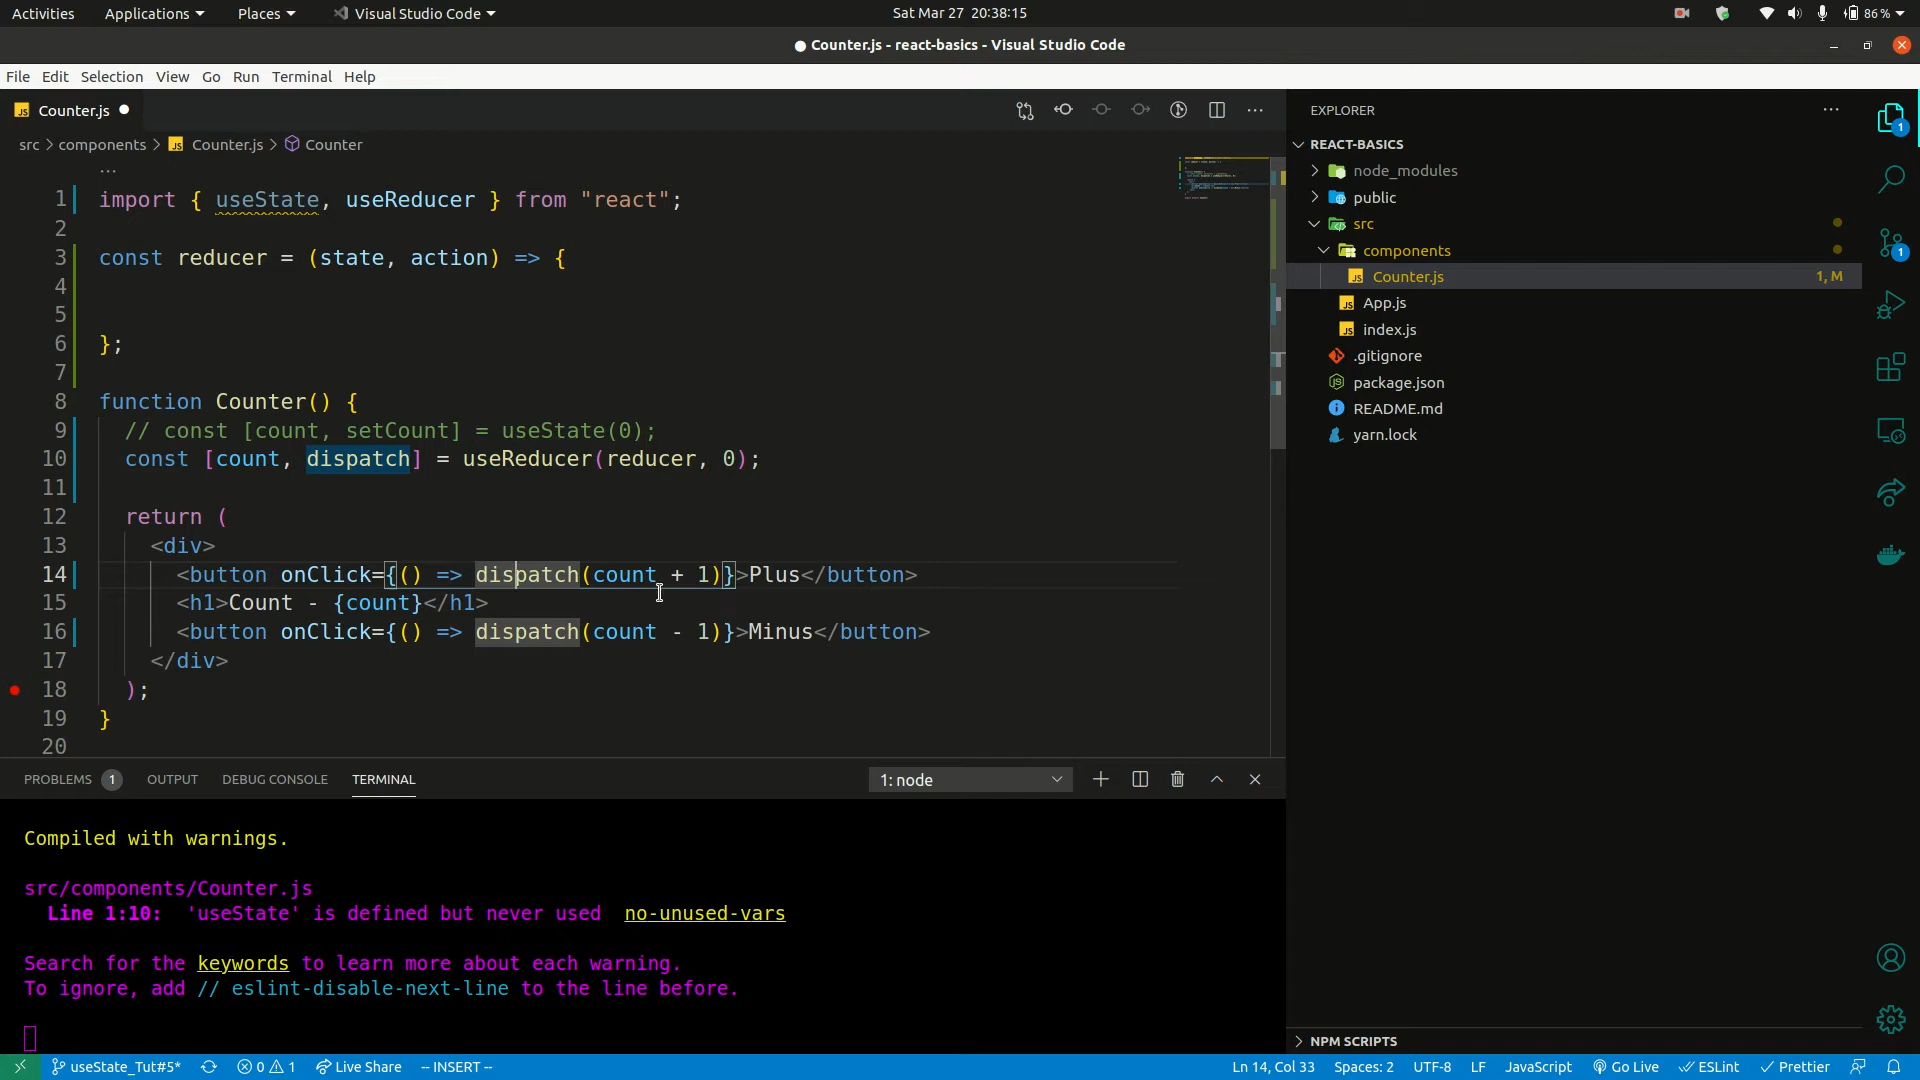 Activities Applications Places Visual Studio Code Sat Mar 27 20:38:15 86%
Counter.js - react-basics - Visual Studio Code
File Edit Selection View Go Run Terminal Help
Counter.js
src > components > Counter.js > Counter
...
1 import { useState, useReducer } from "react";
2
3 const reducer = (state, action) => {
4
5
6 };
7
8 function Counter() {
9 // const [count, setCount] = useState(0);
10 const [count, dispatch] = useReducer(reducer, 0);
11
12 return (
13 <div>
14 <button onClick={() => dispatch(count + 1)}>Plus</button>
15 <h1>Count - {count}</h1>
16 <button onClick={() => dispatch(count - 1)}>Minus</button>
17 </div>
18 );
19 }
20
PROBLEMS 1 OUTPUT DEBUG CONSOLE TERMINAL 1: node
Compiled with warnings.
src/components/Counter.js
Line 1:10: 'useState' is defined but never used no-unused-vars
Search for the keywords to learn more about each warning.
To ignore, add // eslint-disable-next-line to the line before.
EXPLORER
REACT-BASICS
node_modules
public
src
components
Counter.js 1, M
App.js
index.js
.gitignore
package.json
README.md
yarn.lock
NPM SCRIPTS
1
1
useState_Tut#5* 0 1 Live Share -- INSERT -- Ln 14, Col 33 Spaces: 2 UTF-8 LF JavaScript Go Live ESLint Prettier